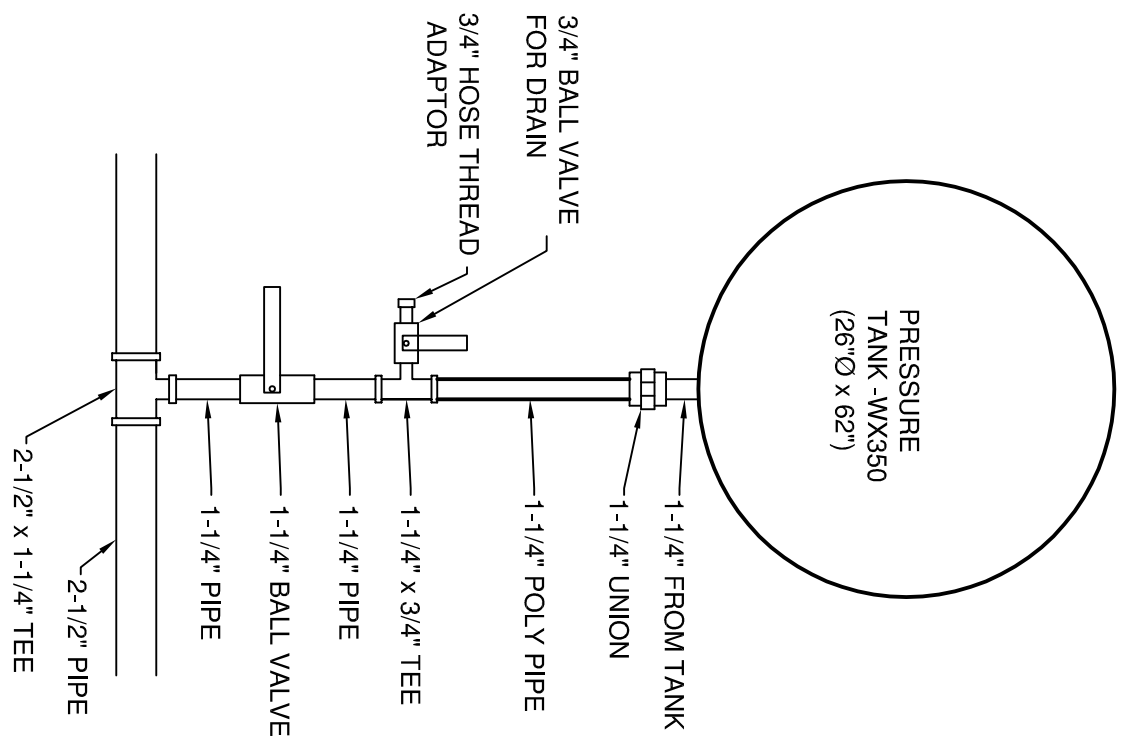 3/4" BALL VALVE
FOR DRAIN
3/4" HOSE THREAD
ADAPTOR
PRESSURE
TANK -WX350
(26"Ø x 62")
1-1/4" FROM TANK
1-1/4" UNION
1-1/4" POLY PIPE
1-1/4" x 3/4" TEE
1-1/4" PIPE
1-1/4" BALL VALVE
1-1/4" PIPE
2-1/2" PIPE
2-1/2" x 1-1/4" TEE